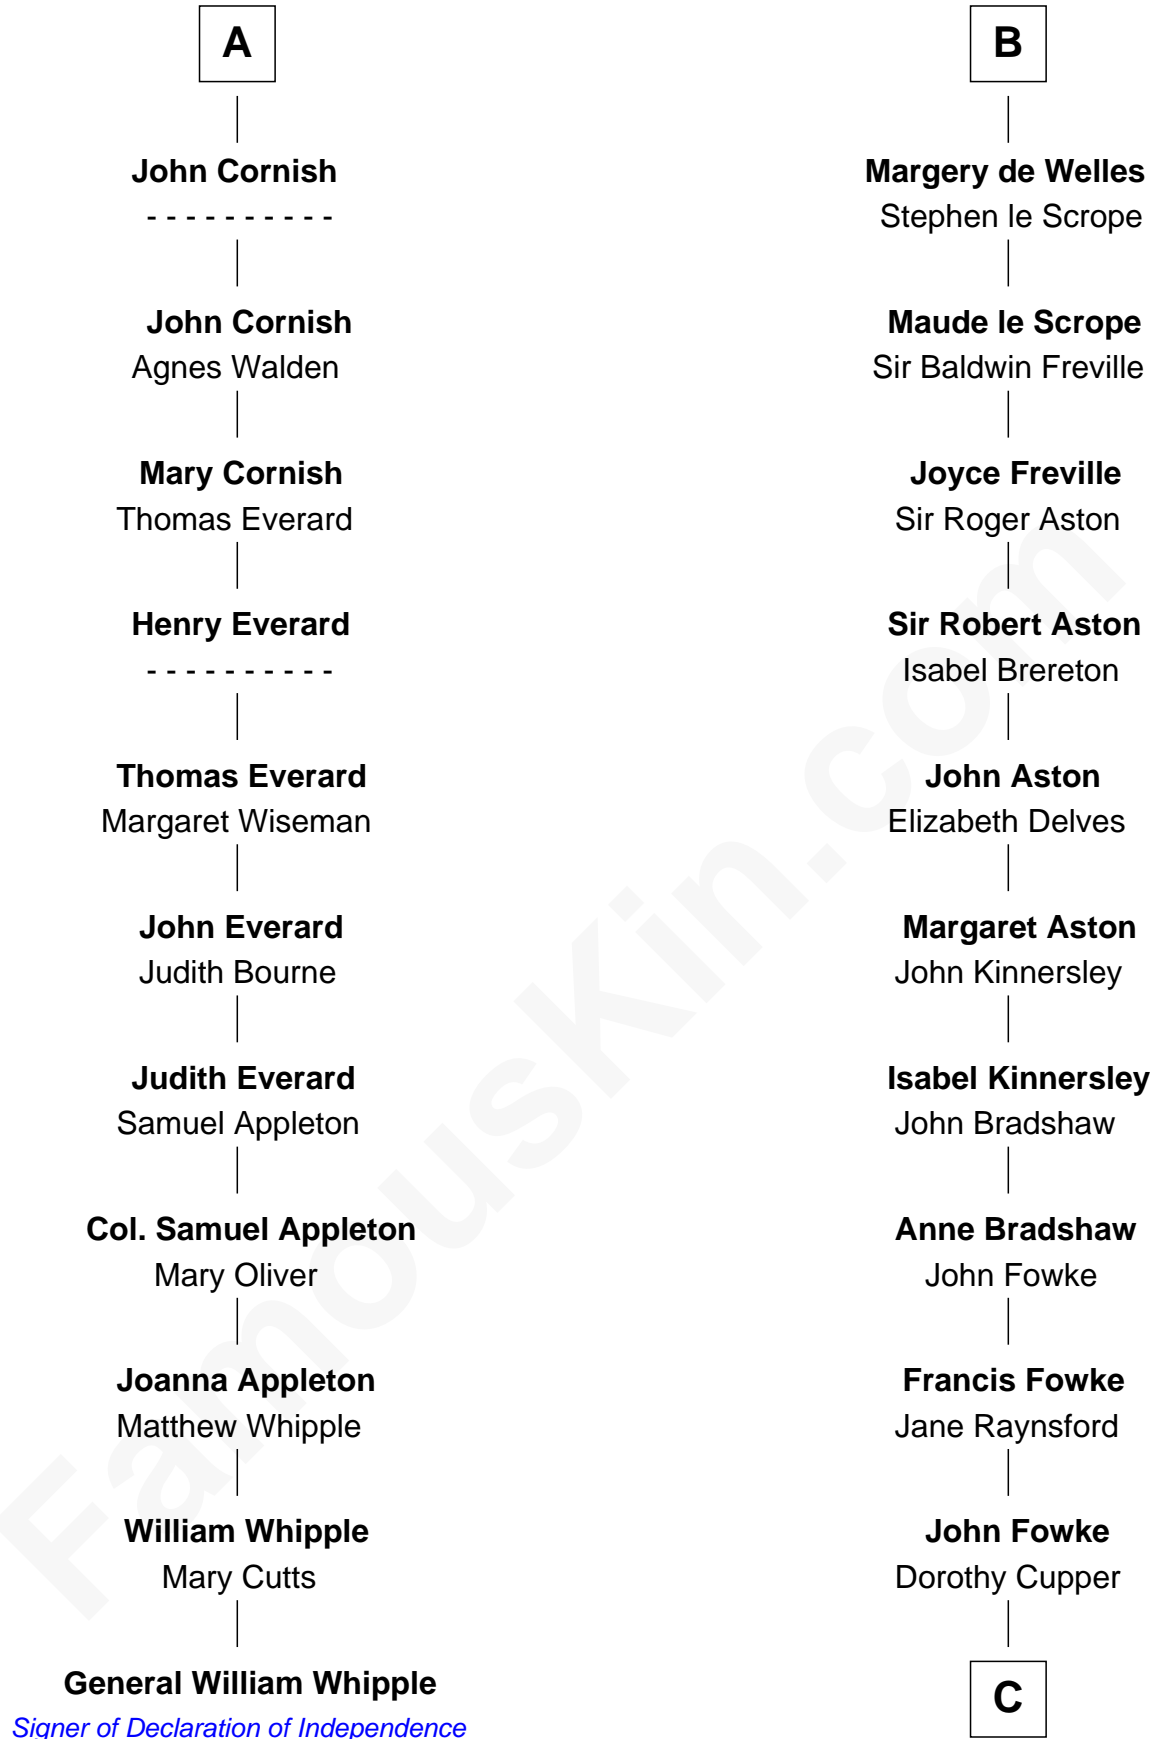 A
John Cornish
- - - - - - - - - -
John Cornish
Agnes Walden
Mary Cornish
Thomas Everard
Henry Everard
- - - - - - - - - -
Thomas Everard
Margaret Wiseman
John Everard
Judith Bourne
Judith Everard
Samuel Appleton
Col. Samuel Appleton
Mary Oliver
Joanna Appleton
Matthew Whipple
William Whipple
Mary Cutts
General William Whipple
Signer of Declaration of Independence
B
Margery de Welles
Stephen le Scrope
Maude le Scrope
Sir Baldwin Freville
Joyce Freville
Sir Roger Aston
Sir Robert Aston
Isabel Brereton
John Aston
Elizabeth Delves
Margaret Aston
John Kinnersley
Isabel Kinnersley
John Bradshaw
Anne Bradshaw
John Fowke
Francis Fowke
Jane Raynsford
John Fowke
Dorothy Cupper
C
FamousKin.com